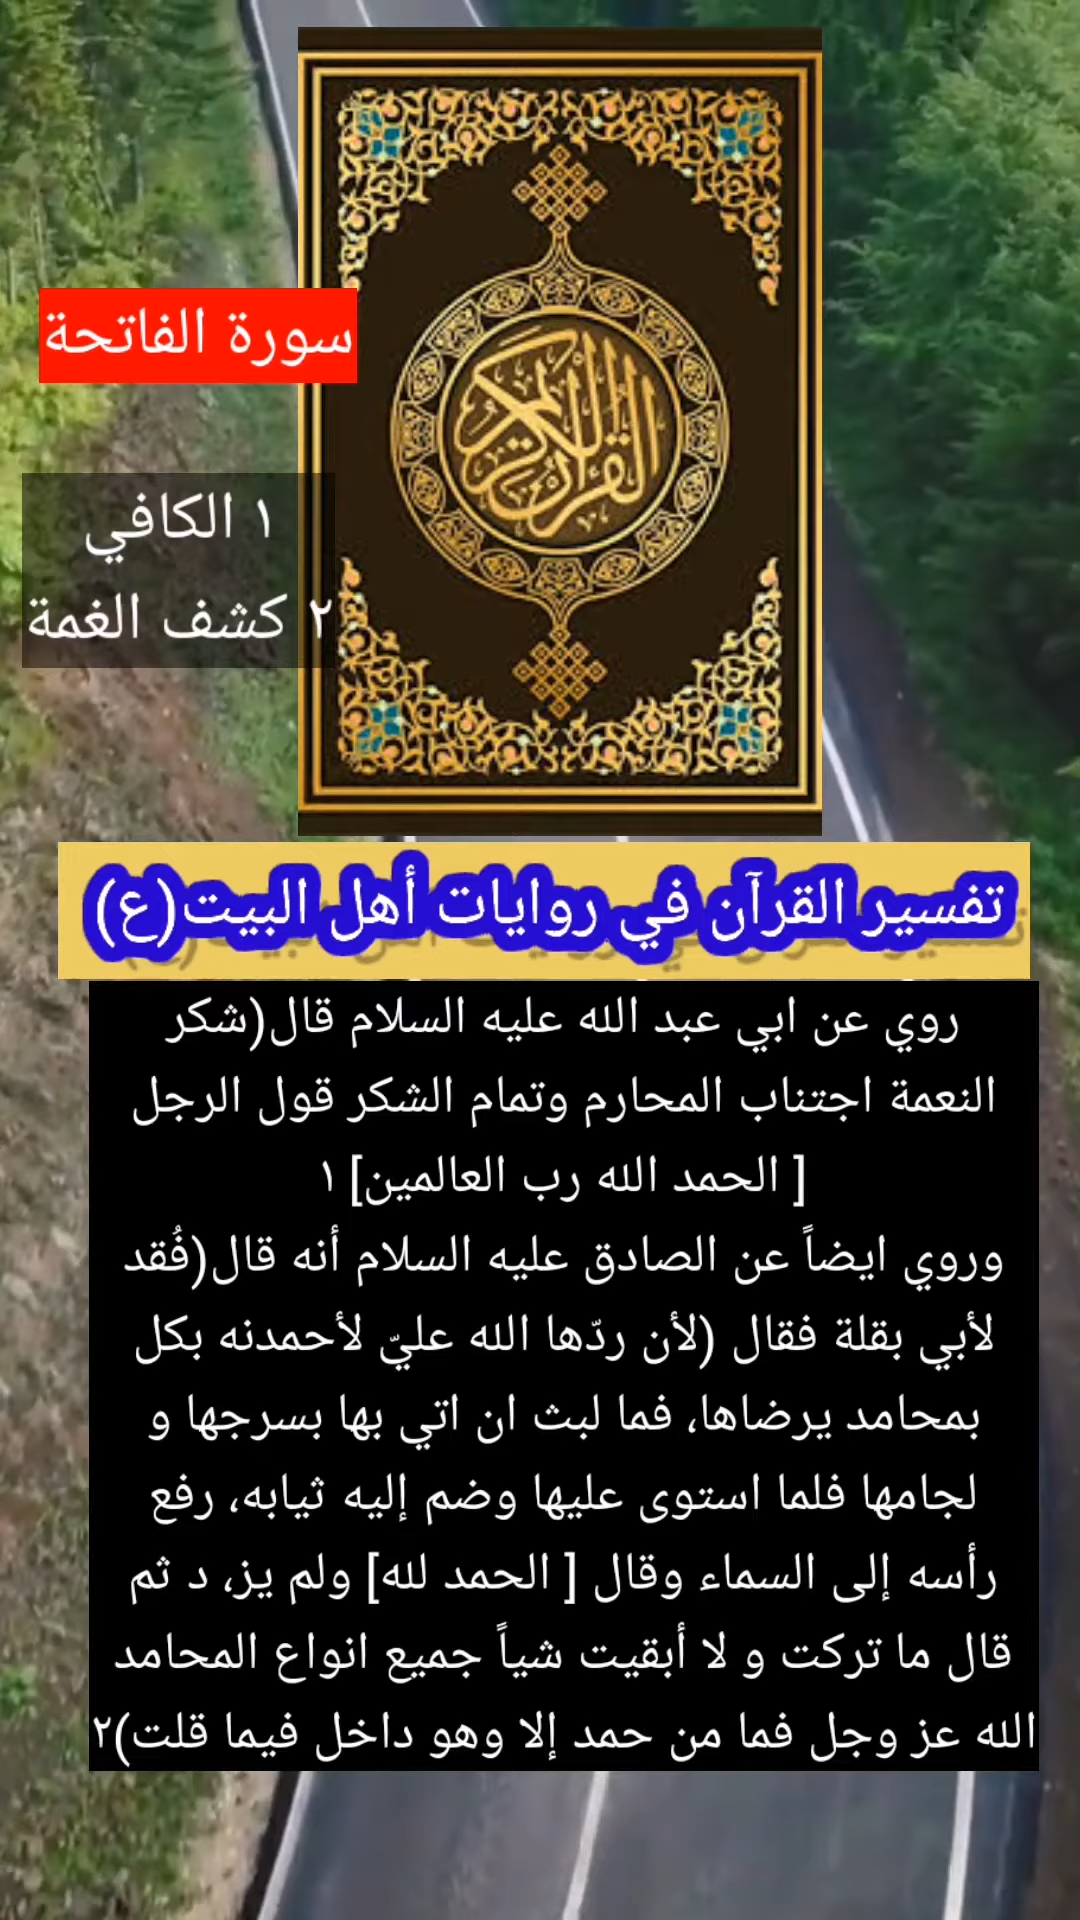 القرآن الكريم
سورة الفاتحة
١ الكافي
٢ كشف الغمة
تفسير القرآن في روايات أهل البيت(ع)
روي عن ابي عبد الله عليه السلام قال(شكر
النعمة اجتناب المحارم وتمام الشكر قول الرجل
[ الحمد الله رب العالمين] ١
وروي ايضاً عن الصادق عليه السلام أنه قال(فُقد
لأبي بقلة فقال (لأن ردّها الله عليّ لأحمدنه بكل
بمحامد يرضاها، فما لبث ان اتي بها بسرجها و
لجامها فلما استوى عليها وضم إليه ثيابه، رفع
رأسه إلى السماء وقال [ الحمد لله] ولم يز، د ثم
قال ما تركت و لا أبقيت شياً جميع انواع المحامد
الله عز وجل فما من حمد إلا وهو داخل فيما قلت)٢